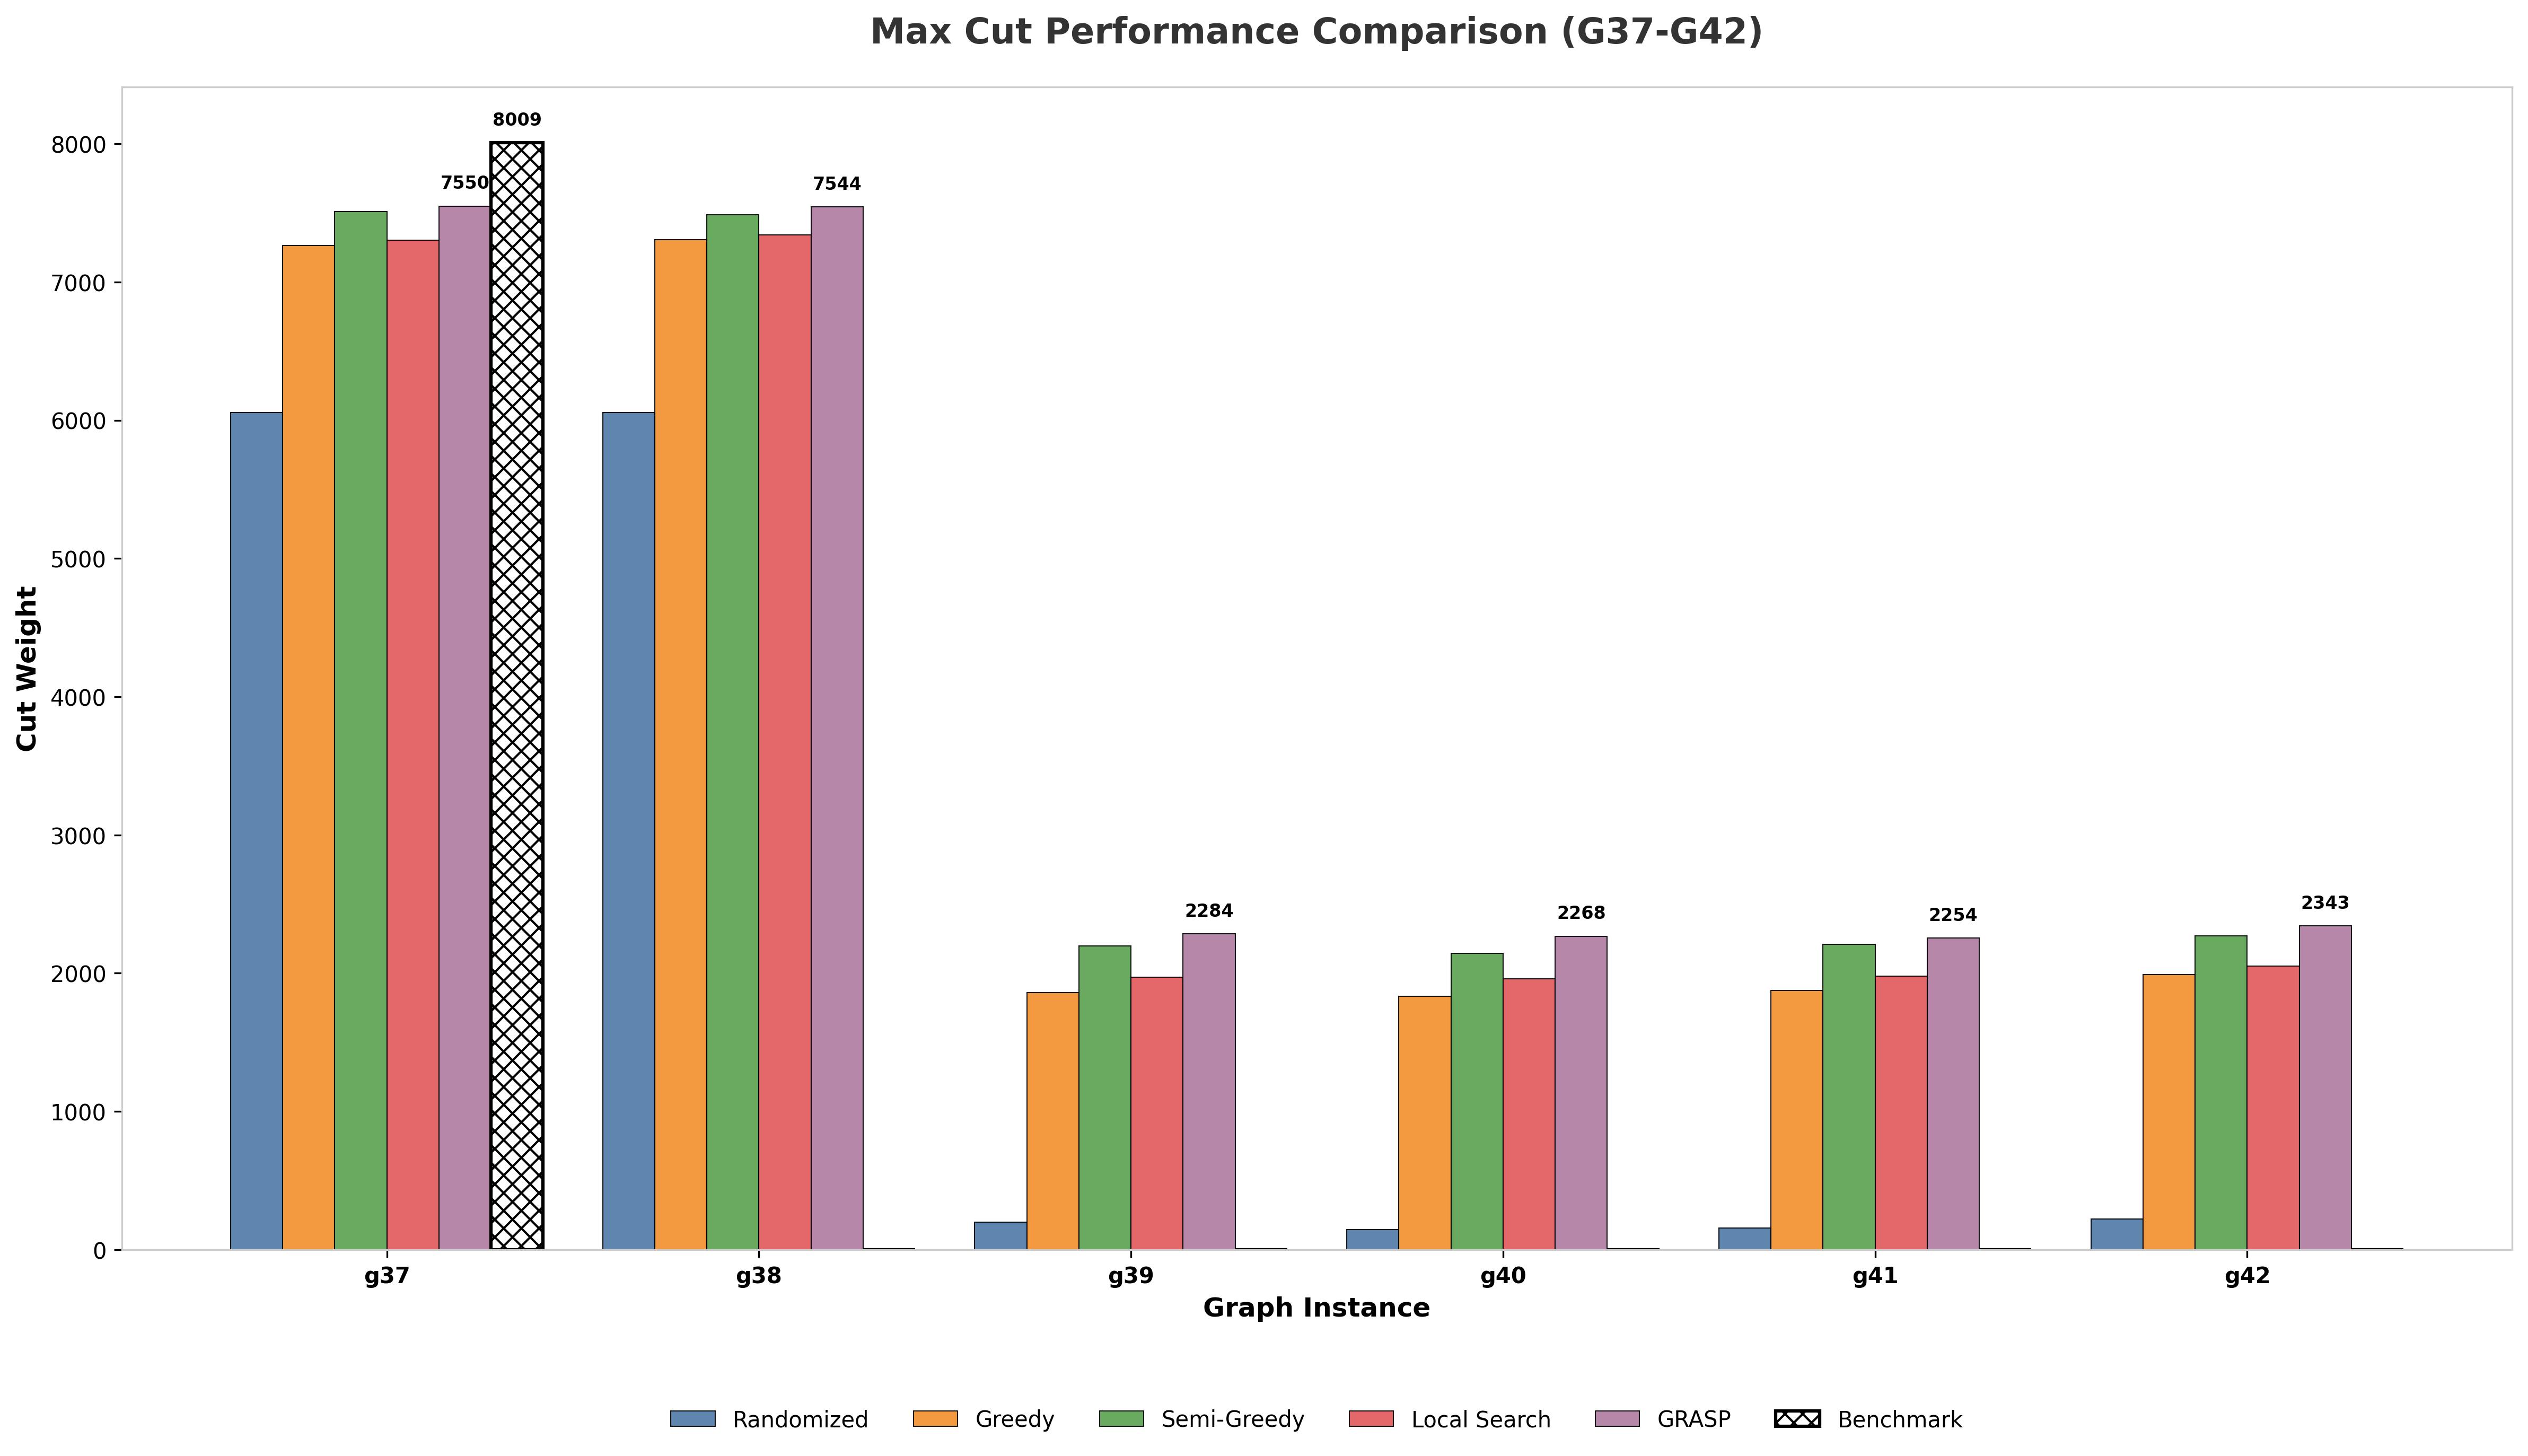 Max Cut Performance Comparison (G37-G42)
Cut Weight
8000
7000
6000
5000
4000
3000
2000
1000
0
7550
8009
7544
2284
2268
2254
2343
g37
g38
g39
g40
g41
g42
Graph Instance
Randomized
Greedy
Semi-Greedy
Local Search
GRASP
Benchmark